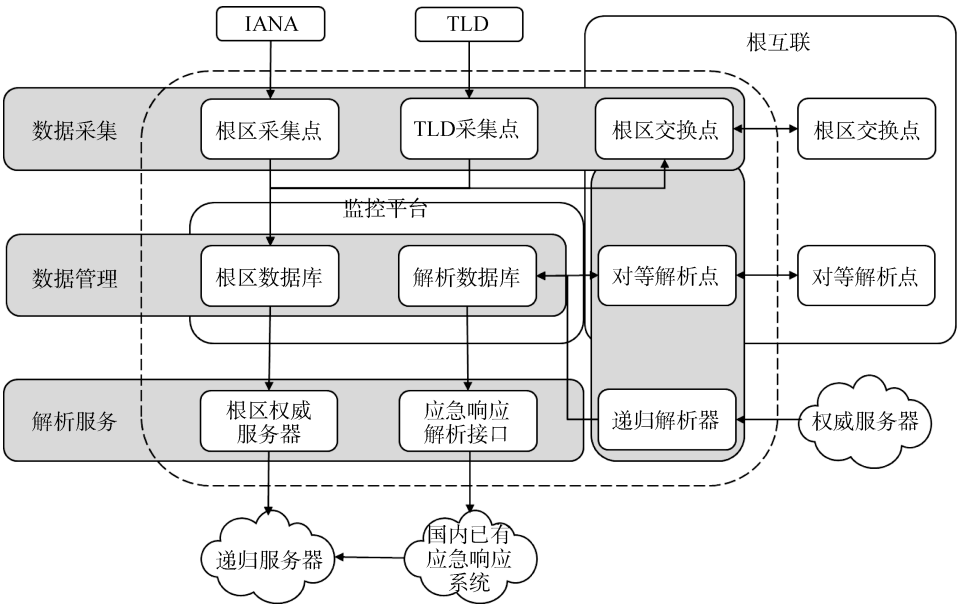 IANA
TLD
根互联
数据采集
根区采集点
TLD采集点
根区交换点
根区交换点
监控平台
数据管理
根区数据库
解析数据库
对等解析点
对等解析点
解析服务
根区权威
服务器
应急响应
解析接口
递归解析器
权威服务器
递归服务器
国内已有
应急响应
系统